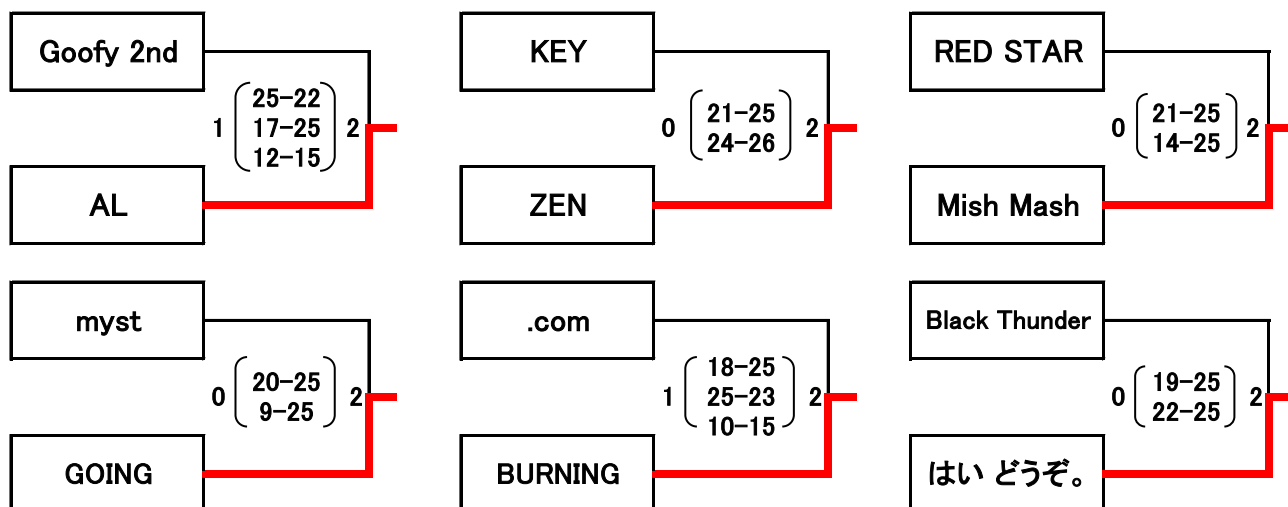 Goofy 2nd
1 25-22 2
17-25
12-15
AL
KEY
0 21-25 2
24-26
ZEN
RED STAR
0 21-25 2
14-25
Mish Mash
myst
0 20-25 2
9-25
GOING
.com
1 18-25 2
25-23
10-15
BURNING
Black Thunder
0 19-25 2
22-25
はい どうぞ。